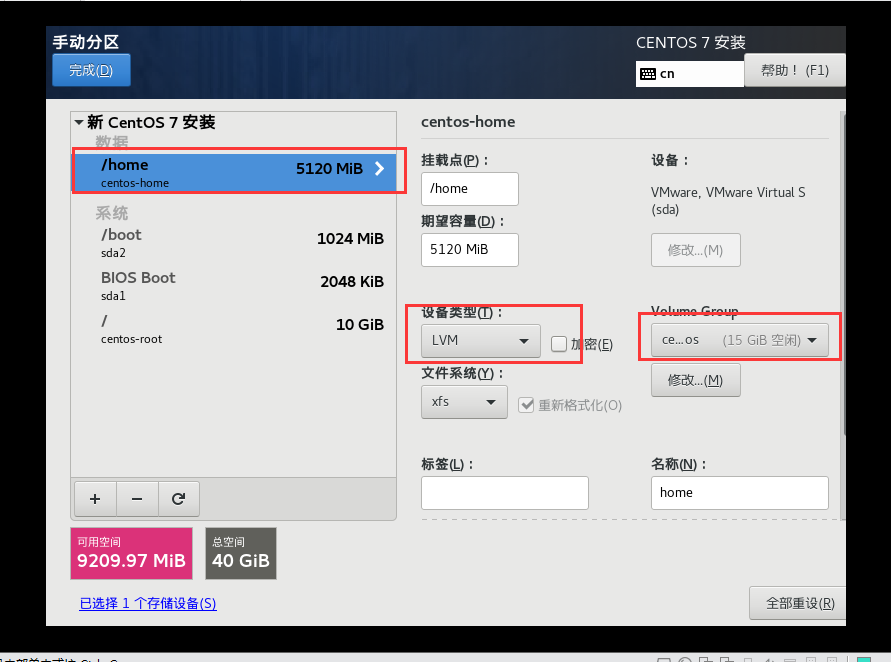 手动分区
完成(D)
CENTOS 7 安装
cn
帮助！ (F1)
新 CentOS 7 安装
数据
/home
5120 MiB
centos-home
系统
/boot
1024 MiB
sda2
BIOS Boot
2048 KiB
sda1
/
10 GiB
centos-root
+ −
可用空间
9209.97 MiB
总空间
40 GiB
已选择 1 个存储设备(S)
centos-home
挂载点(P)：
/home
期望容量(D)：
5120 MiB
设备：
VMware, VMware Virtual S
(sda)
修改...(M)
设备类型(T)：
LVM
加密(E)
Volume Group
ce...os (15 GiB 空闲)
修改...(M)
文件系统(Y)：
xfs
重新格式化(O)
标签(L)：
名称(N)：
home
全部重设(R)